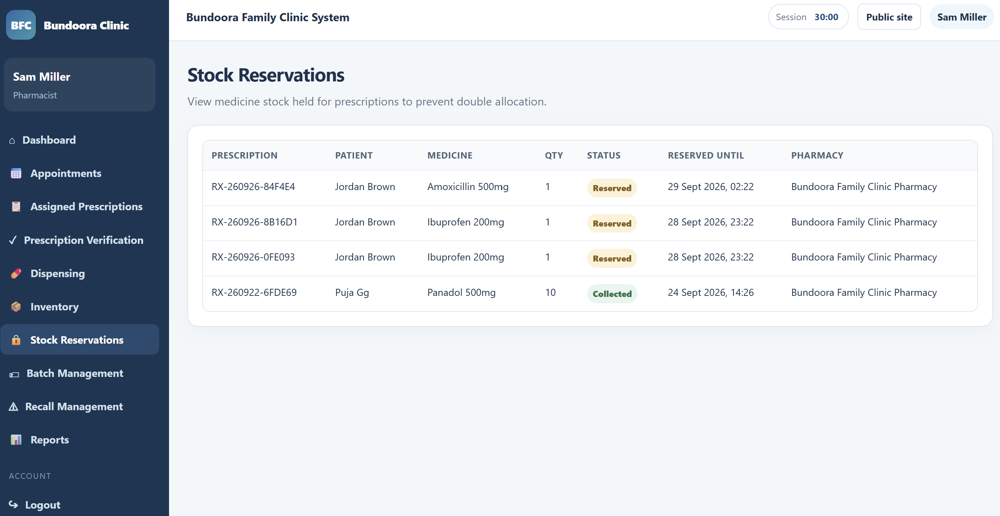 BFC
Bundoora Clinic
Sam Miller
Pharmacist
Dashboard
Appointments
Assigned Prescriptions
Prescription Verification
Dispensing
Inventory
Stock Reservations
Batch Management
Recall Management
Reports
ACCOUNT
Logout
Bundoora Family Clinic System
Session 30:00
Public site
Sam Miller
Stock Reservations
View medicine stock held for prescriptions to prevent double allocation.
PRESCRIPTION PATIENT MEDICINE QTY STATUS RESERVED UNTIL PHARMACY
RX-260926-84F4E4 Jordan Brown Amoxicillin 500mg 1 Reserved 29 Sept 2026, 02:22 Bundoora Family Clinic Pharmacy
RX-260926-8B16D1 Jordan Brown Ibuprofen 200mg 1 Reserved 28 Sept 2026, 23:22 Bundoora Family Clinic Pharmacy
RX-260926-0FE093 Jordan Brown Ibuprofen 200mg 1 Reserved 28 Sept 2026, 23:22 Bundoora Family Clinic Pharmacy
RX-260922-6FDE69 Puja Gg Panadol 500mg 10 Collected 24 Sept 2026, 14:26 Bundoora Family Clinic Pharmacy